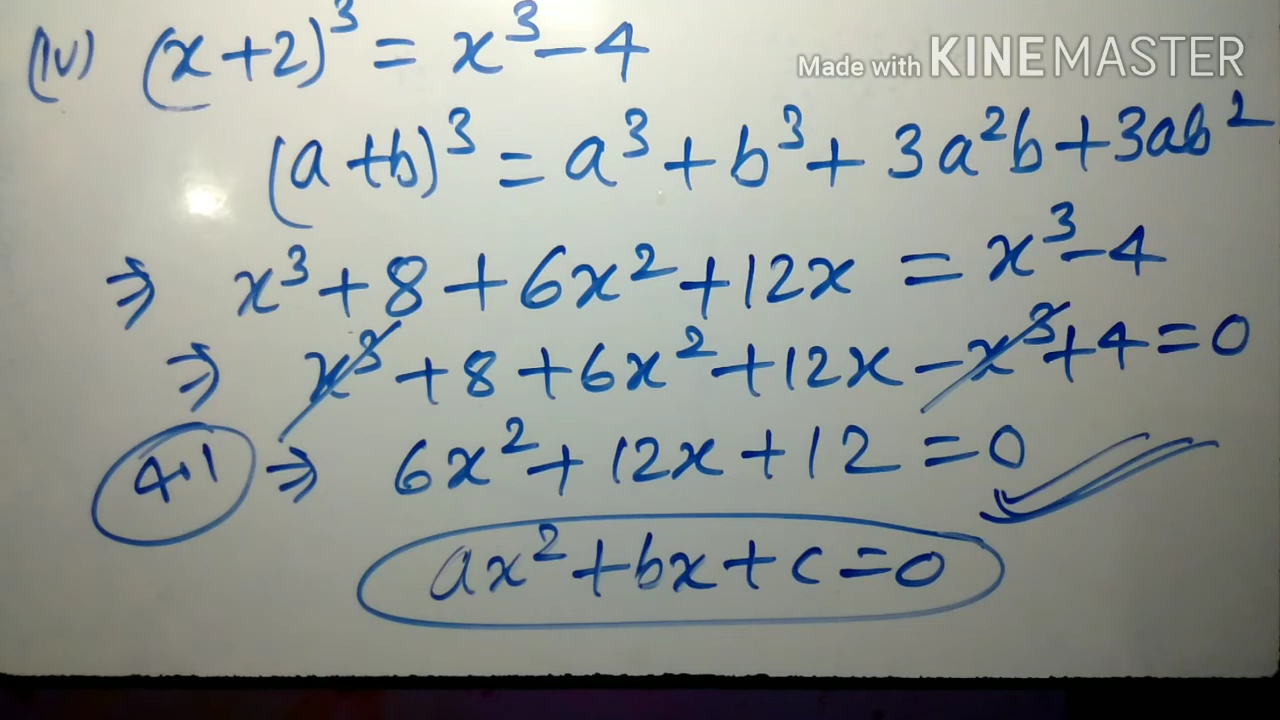 (iv) (x+2)³ = x³-4
Made with KINEMASTER
(a+b)³ = a³+b³+3a²b+3ab²
⇒ x³+8+6x²+12x = x³-4
⇒ x³+8+6x²+12x-x³+4=0
4.1 ⇒ 6x²+12x+12=0
ax²+bx+c=0